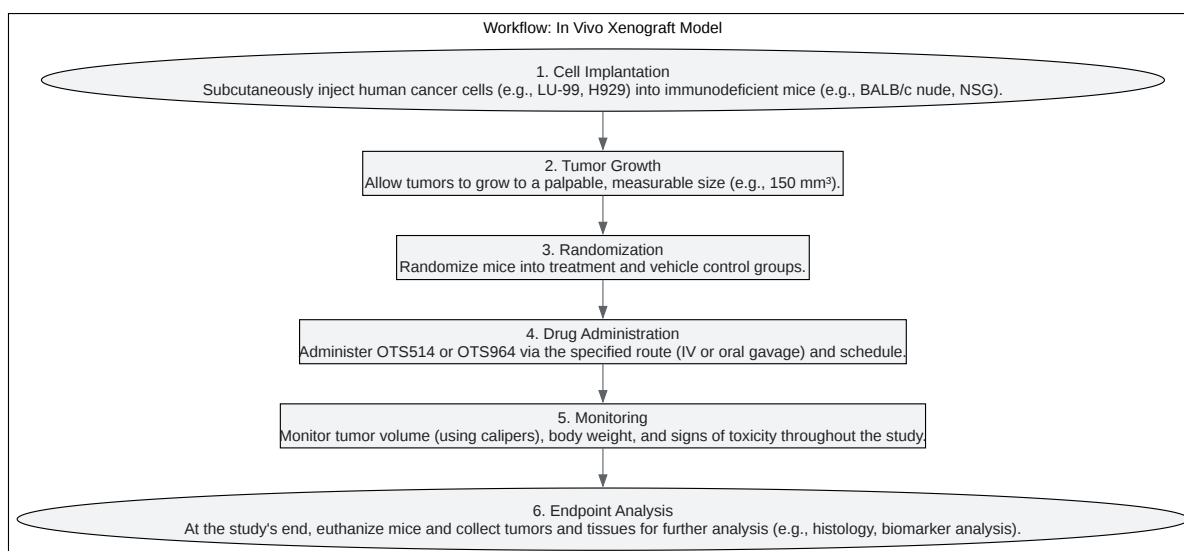 Workflow: In Vivo Xenograft Model
1. Cell Implantation
Subcutaneously inject human cancer cells (e.g., LU-99, H929) into immunodeficient mice (e.g., BALB/c nude, NSG).
2. Tumor Growth
Allow tumors to grow to a palpable, measurable size (e.g., 150 mm³).
3. Randomization
Randomize mice into treatment and vehicle control groups.
4. Drug Administration
Administer OTS514 or OTS964 via the specified route (IV or oral gavage) and schedule.
5. Monitoring
Monitor tumor volume (using calipers), body weight, and signs of toxicity throughout the study.
6. Endpoint Analysis
At the study's end, euthanize mice and collect tumors and tissues for further analysis (e.g., histology, biomarker analysis).